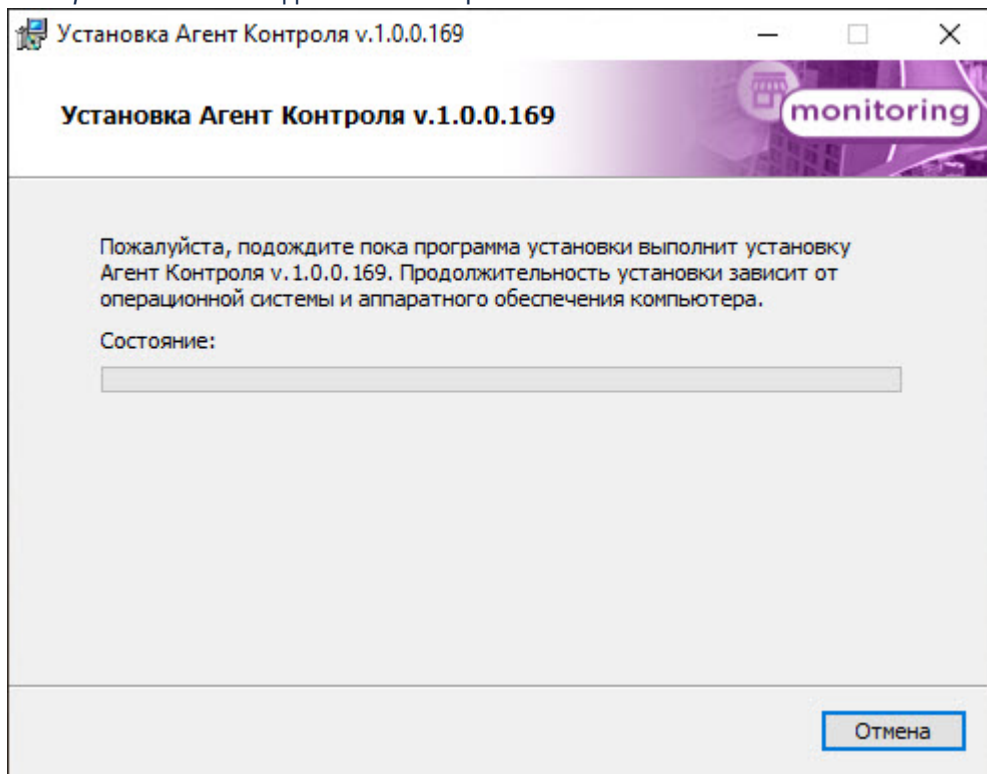 Установка Агент Контроля v.1.0.0.169
Установка Агент Контроля v.1.0.0.169
monitoring
Пожалуйста, подождите пока программа установки выполнит установку
Агент Контроля v.1.0.0.169. Продолжительность установки зависит от
операционной системы и аппаратного обеспечения компьютера.
Состояние:
Отмена